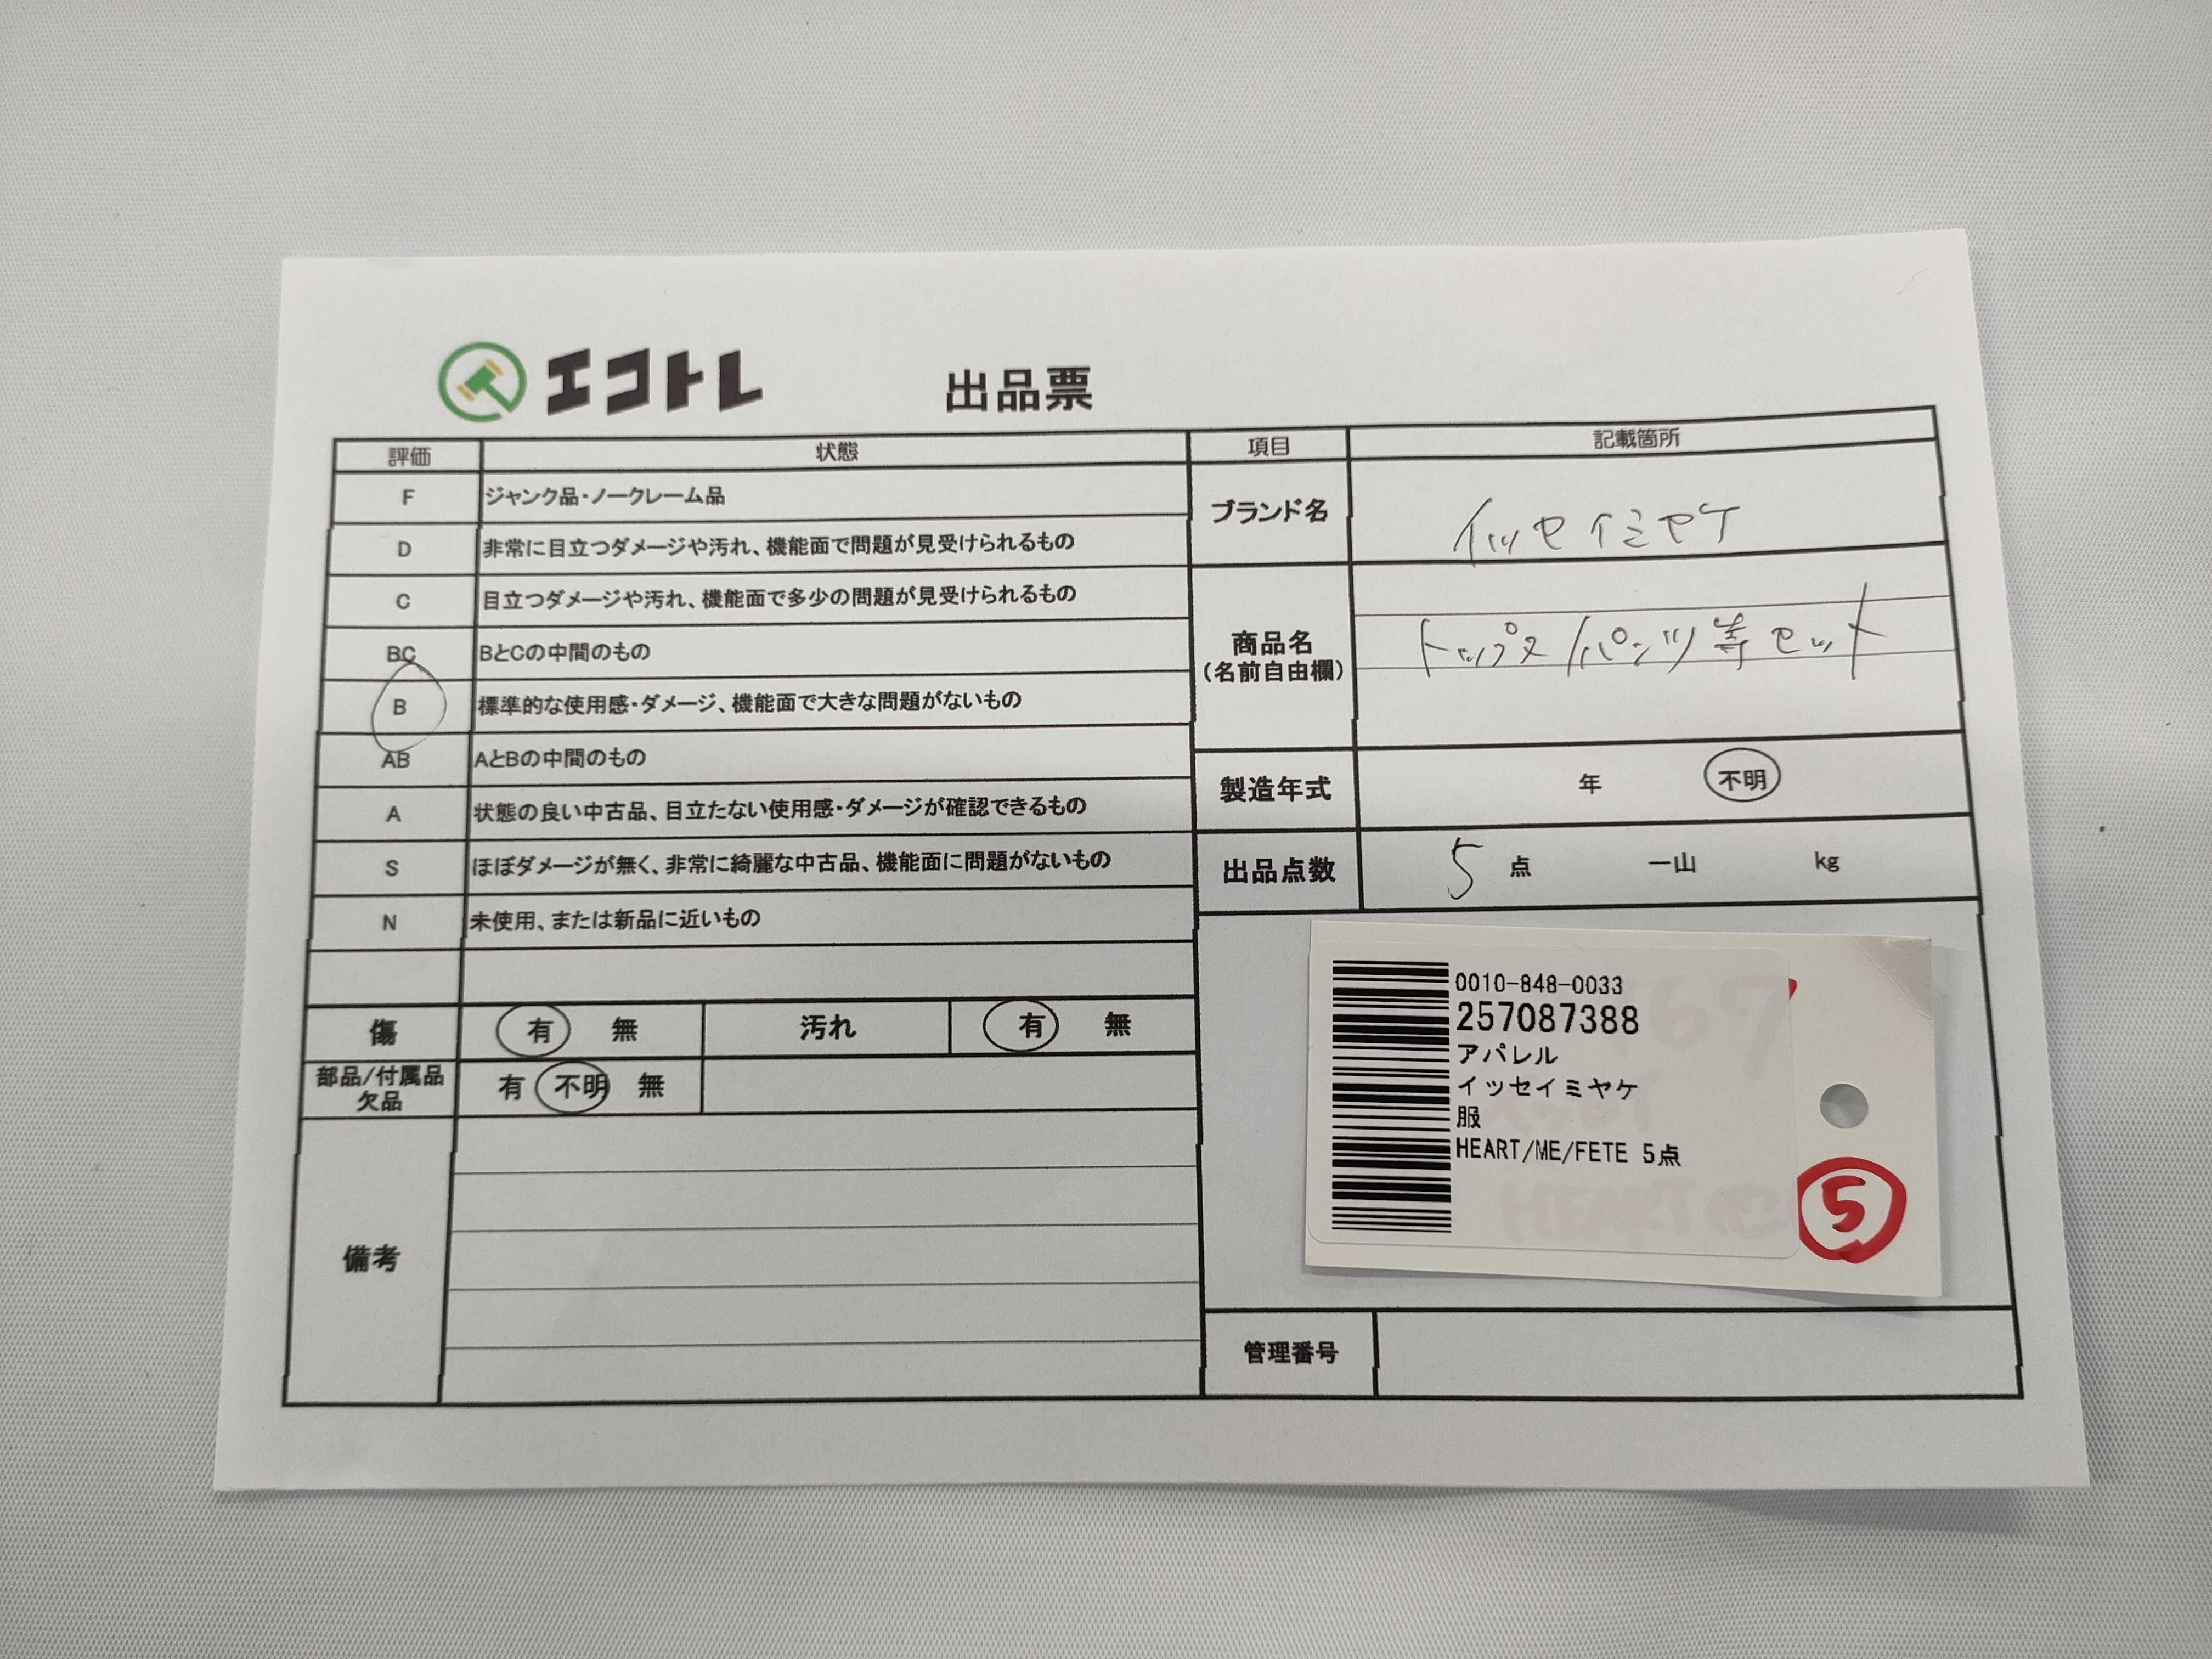 エコトレ 出品票
評価 状態
F ジャンク品・ノークレーム品
D 非常に目立つダメージや汚れ、機能面で問題が見受けられるもの
C 目立つダメージや汚れ、機能面で多少の問題が見受けられるもの
BC BとCの中間のもの
B 標準的な使用感・ダメージ、機能面で大きな問題がないもの
AB AとBの中間のもの
A 状態の良い中古品、目立たない使用感・ダメージが確認できるもの
S ほぼダメージが無く、非常に綺麗な中古品、機能面に問題がないもの
N 未使用、または新品に近いもの
傷 有 無 汚れ 有 無
部品/付属品
欠品 有 不明 無
備考
項目 記載箇所
ブランド名 イッセイミヤケ
商品名
(名前自由欄) トップス/パンツ等セット
製造年式 年 不明
出品点数 5 点 一山 kg
0010-848-0033
257087388
アパレル
イッセイミヤケ
服
HEART/ME/FETE 5点
5
管理番号